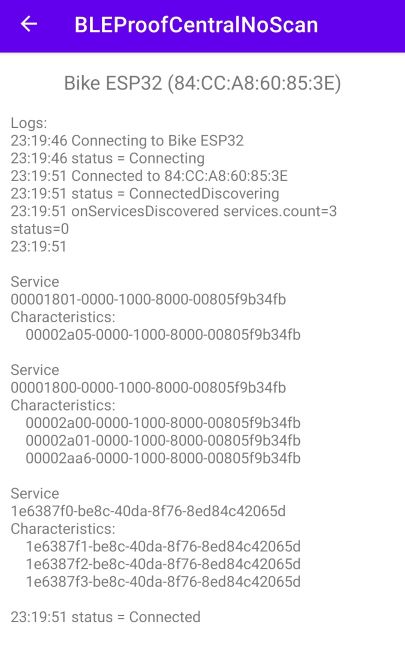 BLEProofCentralNoScan
Bike ESP32 (84:CC:A8:60:85:3E)
Logs:
23:19:46 Connecting to Bike ESP32
23:19:46 status = Connecting
23:19:51 Connected to 84:CC:A8:60:85:3E
23:19:51 status = ConnectedDiscovering
23:19:51 onServicesDiscovered services.count=3
status=0
23:19:51
Service
00001801-0000-1000-8000-00805f9b34fb
Characteristics:
00002a05-0000-1000-8000-00805f9b34fb
Service
00001800-0000-1000-8000-00805f9b34fb
Characteristics:
00002a00-0000-1000-8000-00805f9b34fb
00002a01-0000-1000-8000-00805f9b34fb
00002aa6-0000-1000-8000-00805f9b34fb
Service
1e6387f0-be8c-40da-8f76-8ed84c42065d
Characteristics:
1e6387f1-be8c-40da-8f76-8ed84c42065d
1e6387f2-be8c-40da-8f76-8ed84c42065d
1e6387f3-be8c-40da-8f76-8ed84c42065d
23:19:51 status = Connected